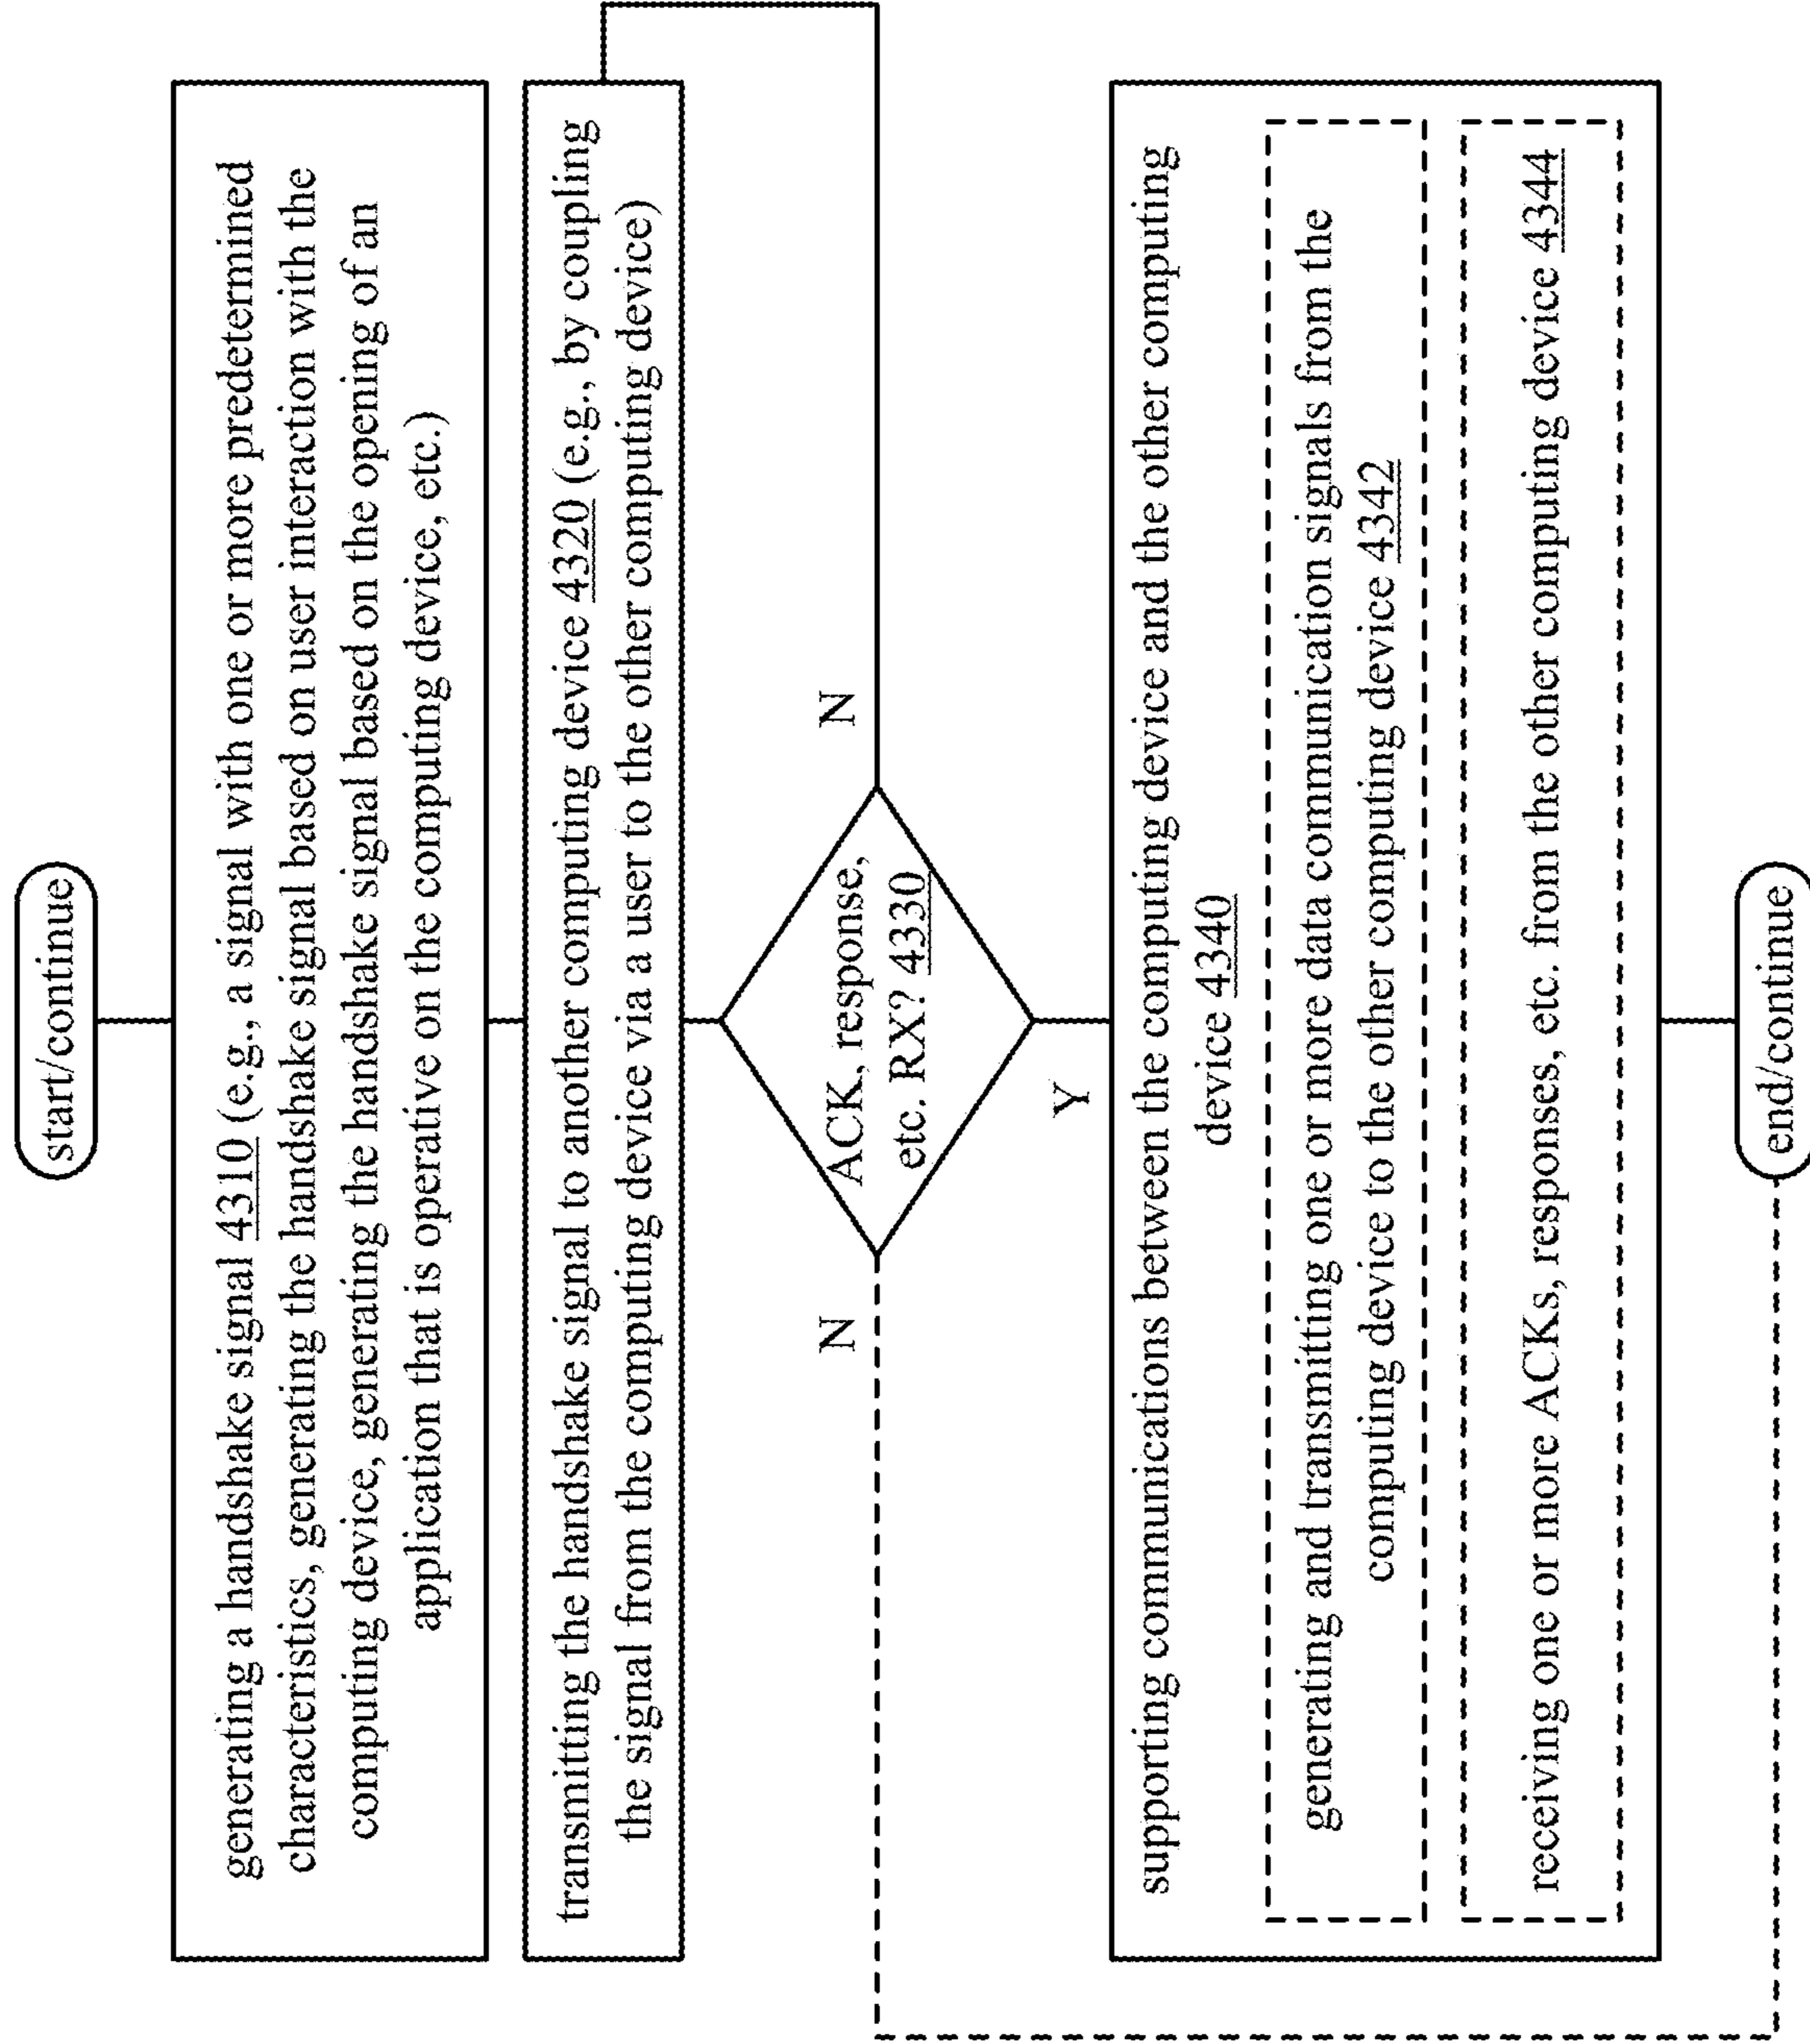 start/continue
generating a handshake signal 4310 (e.g., a signal with one or more predetermined
characteristics, generating the handshake signal based on user interaction with the
computing device, generating the handshake signal based on the opening of an
application that is operative on the computing device, etc.)
transmitting the handshake signal to another computing device 4320 (e.g., by coupling
the signal from the computing device via a user to the other computing device)
ACK, response,
etc. RX? 4330
N
N
Y
supporting communications between the computing device and the other computing
device 4340
generating and transmitting one or more data communication signals from the
computing device to the other computing device 4342
receiving one or more ACKs, responses, etc. from the other computing device 4344
end/continue